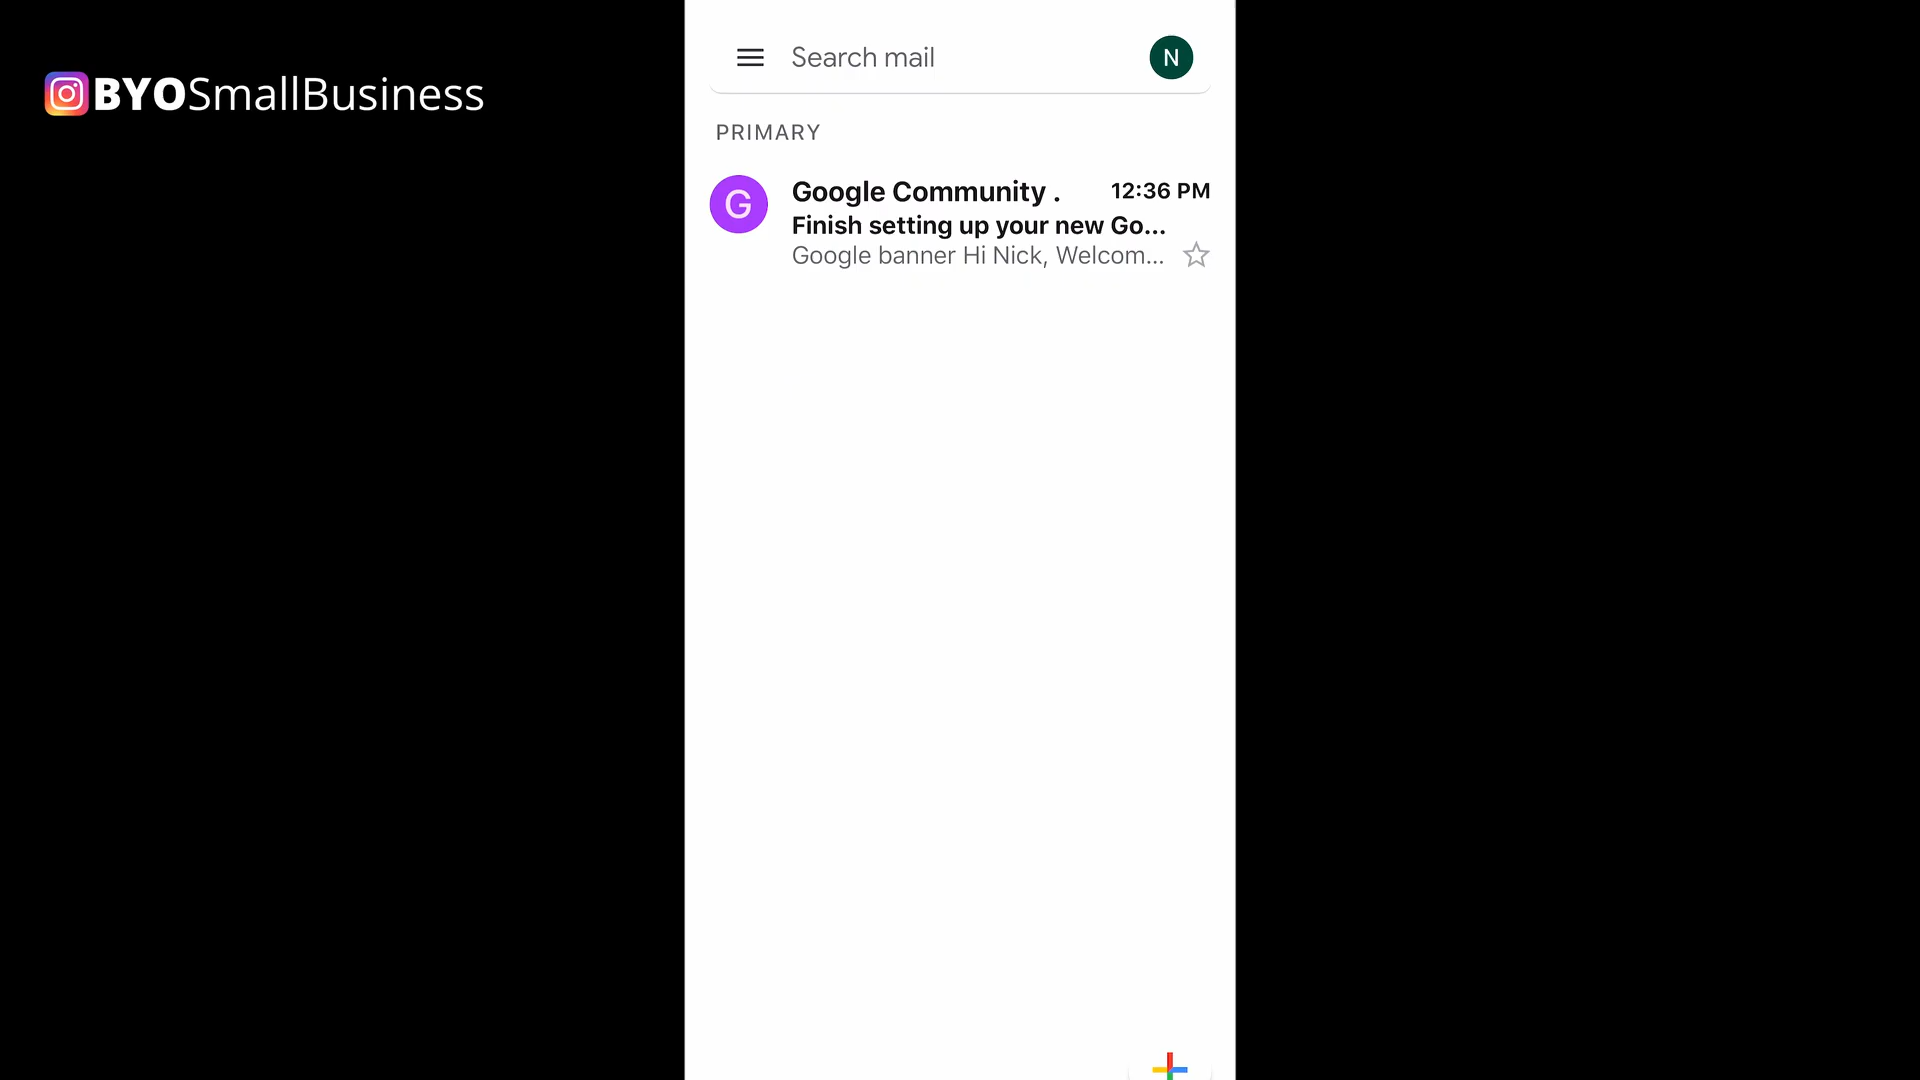 BYOSmallBusiness
Search mail
N
PRIMARY
G
Google Community .
12:36 PM
Finish setting up your new Go...
Google banner Hi Nick, Welcom...